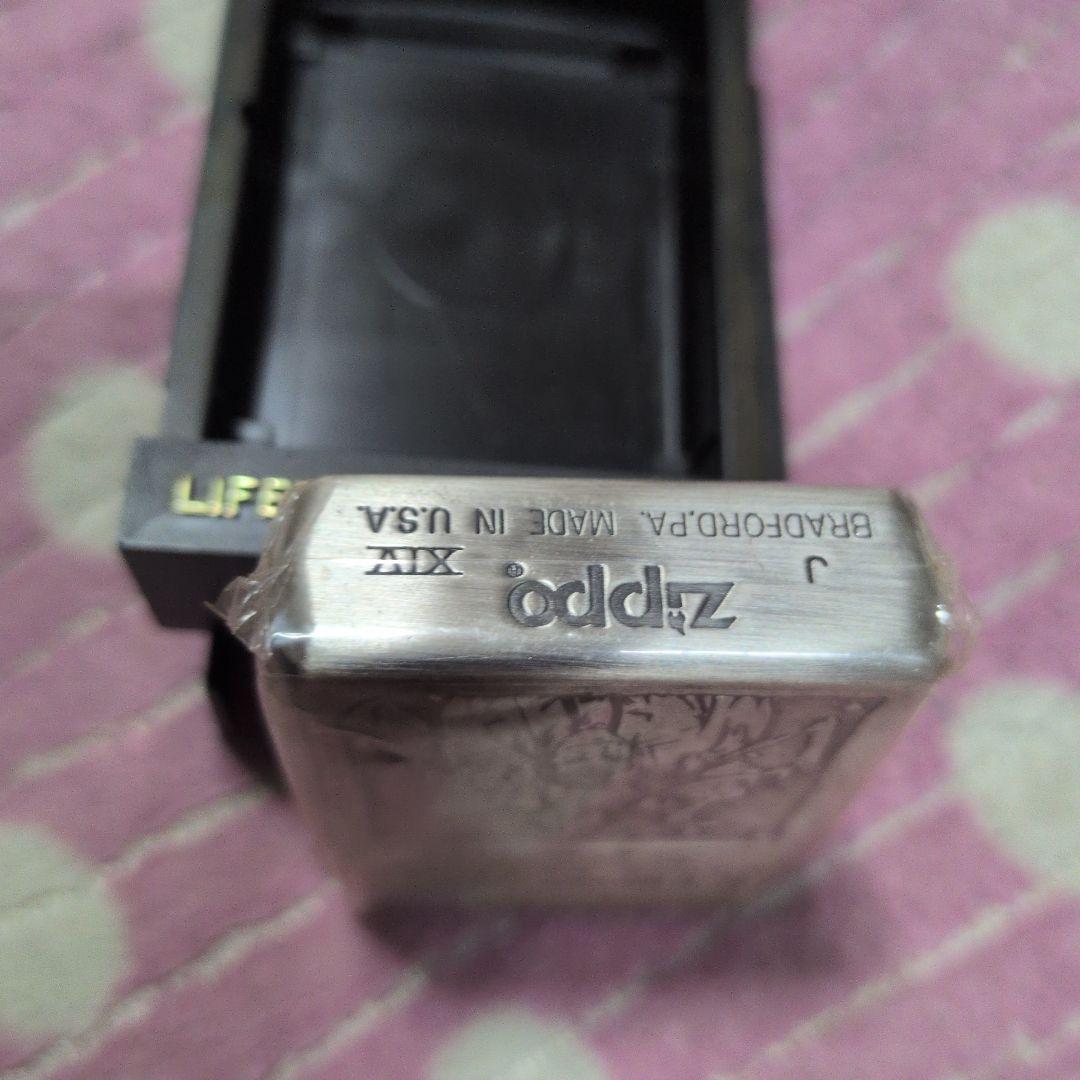 LIFE
J zippo® XIV
BRADFORD,PA. MADE IN U.S.A.